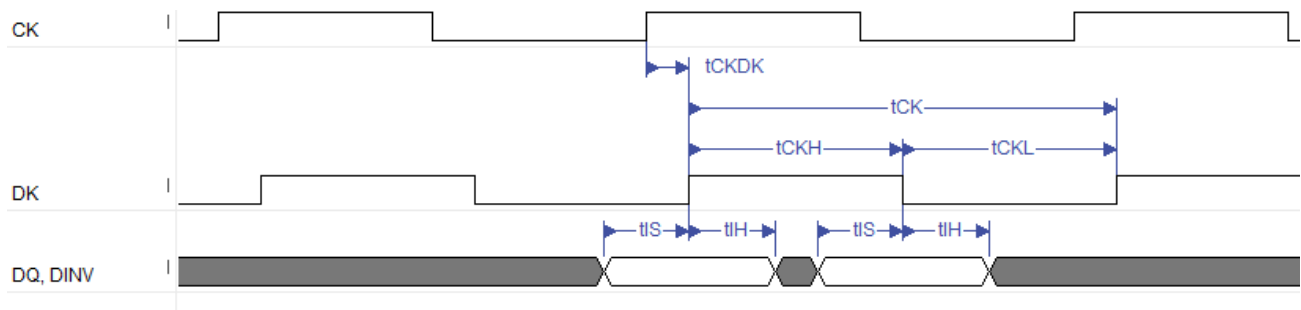 CK
tCKDK
tCK
tCKH tCKL
DK
tIS tIH tIS tIH
DQ, DINV